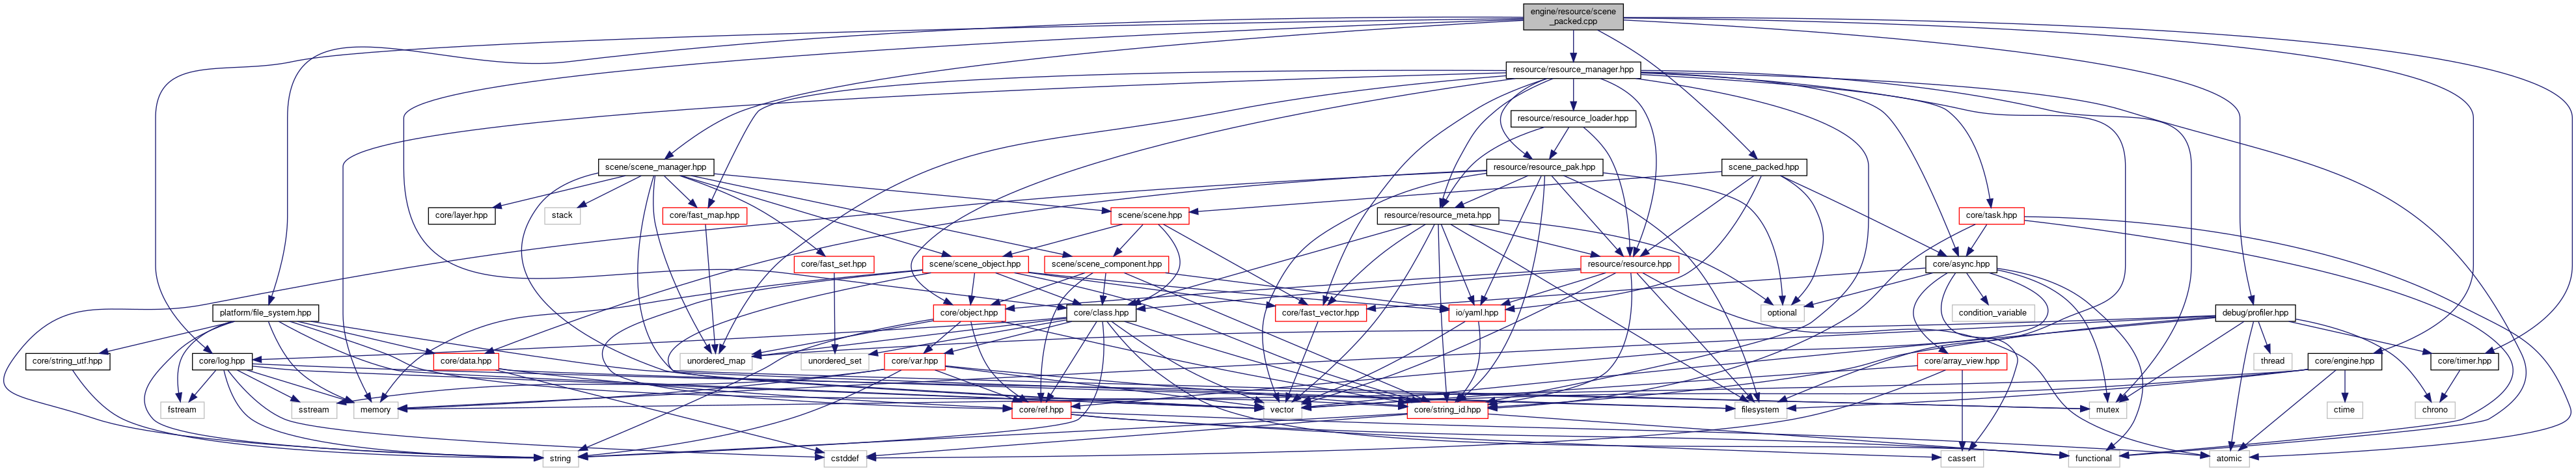 engine/resource/scene
_packed.cpp
resource/resource_manager.hpp
resource/resource_loader.hpp
scene/scene_manager.hpp
resource/resource_pak.hpp
scene_packed.hpp
core/layer.hpp
stack
core/fast_map.hpp
scene/scene.hpp
resource/resource_meta.hpp
core/task.hpp
core/fast_set.hpp
scene/scene_object.hpp
scene/scene_component.hpp
resource/resource.hpp
core/async.hpp
platform/file_system.hpp
core/object.hpp
core/class.hpp
core/fast_vector.hpp
io/yaml.hpp
optional
condition_variable
debug/profiler.hpp
core/string_utf.hpp
core/log.hpp
core/data.hpp
unordered_map
unordered_set
core/var.hpp
core/array_view.hpp
thread
core/engine.hpp
core/timer.hpp
fstream
sstream
memory
core/ref.hpp
vector
core/string_id.hpp
filesystem
mutex
ctime
chrono
string
cstddef
cassert
functional
atomic